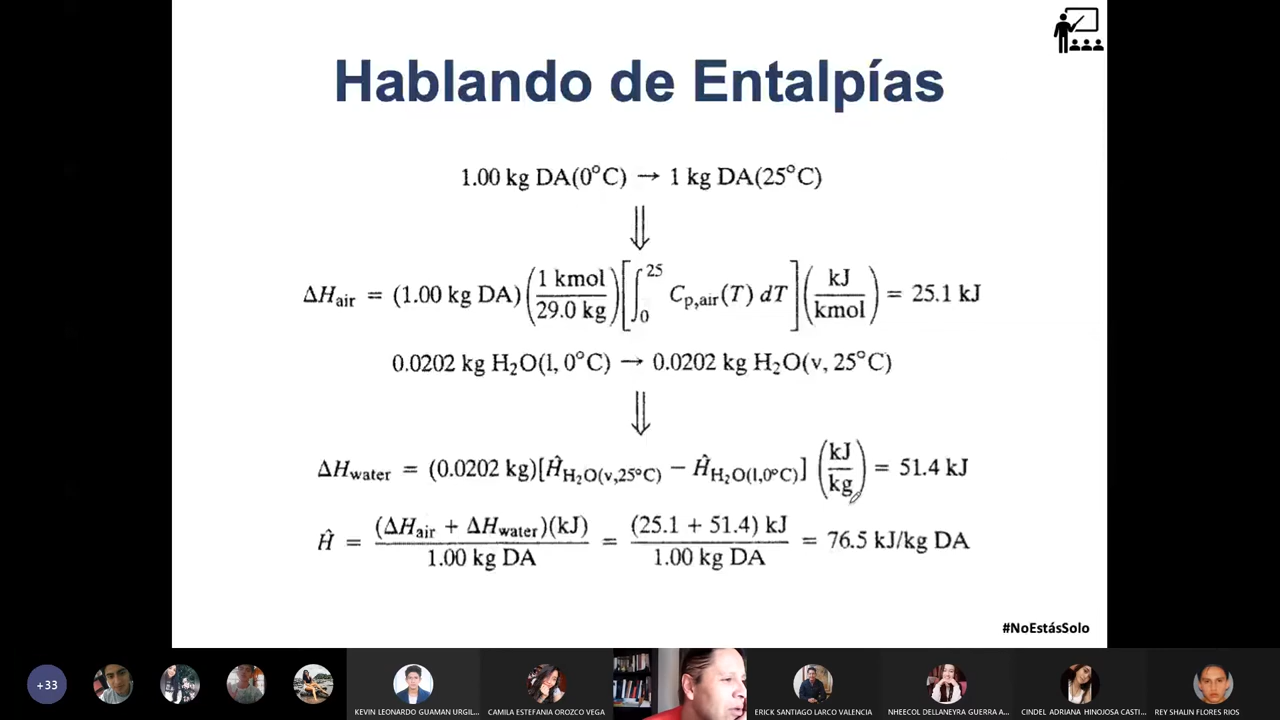 Hablando de Entalpías
1.00 kg DA(0°C) → 1 kg DA(25°C)
⇓
ΔH_air = (1.00 kg DA) (1 kmol / 29.0 kg) [∫_0^25 C_p,air(T) dT] (kJ / kmol) = 25.1 kJ
0.0202 kg H₂O(l, 0°C) → 0.0202 kg H₂O(v, 25°C)
⇓
ΔH_water = (0.0202 kg)[Ĥ_H₂O(v,25°C) − Ĥ_H₂O(l,0°C)] (kJ / kg) = 51.4 kJ
Ĥ = (ΔH_air + ΔH_water)(kJ) / 1.00 kg DA = (25.1 + 51.4) kJ / 1.00 kg DA = 76.5 kJ/kg DA
#NoEstásSolo
+33
KEVIN LEONARDO GUAMAN URGIL...
CAMILA ESTEFANIA OROZCO VEGA
ERICK SANTIAGO LARCO VALENCIA
NHEECOL DELLANEYRA GUERRA A...
CINDEL ADRIANA HINOJOSA CASTI...
REY SHALIN FLORES RIOS